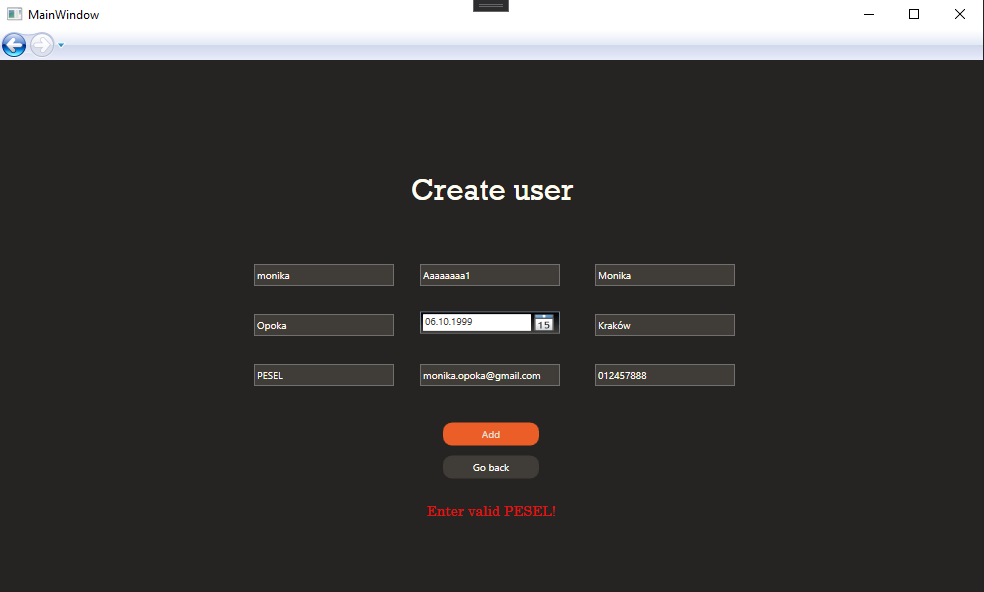 MainWindow
Create user
monika Aaaaaaaa1 Monika
Opoka 06.10.1999 15 Kraków
PESEL monika.opoka@gmail.com 012457888
Add
Go back
Enter valid PESEL!